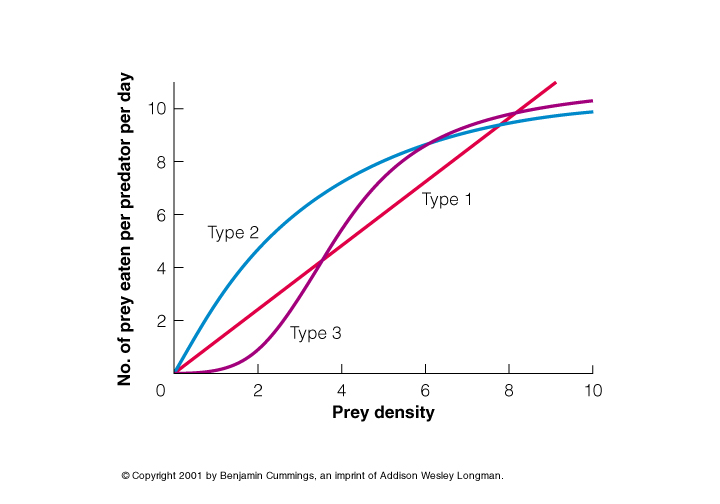 No. of prey eaten per predator per day
10
8
6
4
2
0
2
4
6
8
10
Type 2
Type 1
Type 3
Prey density
© Copyright 2001 by Benjamin Cummings, an imprint of Addison Wesley Longman.